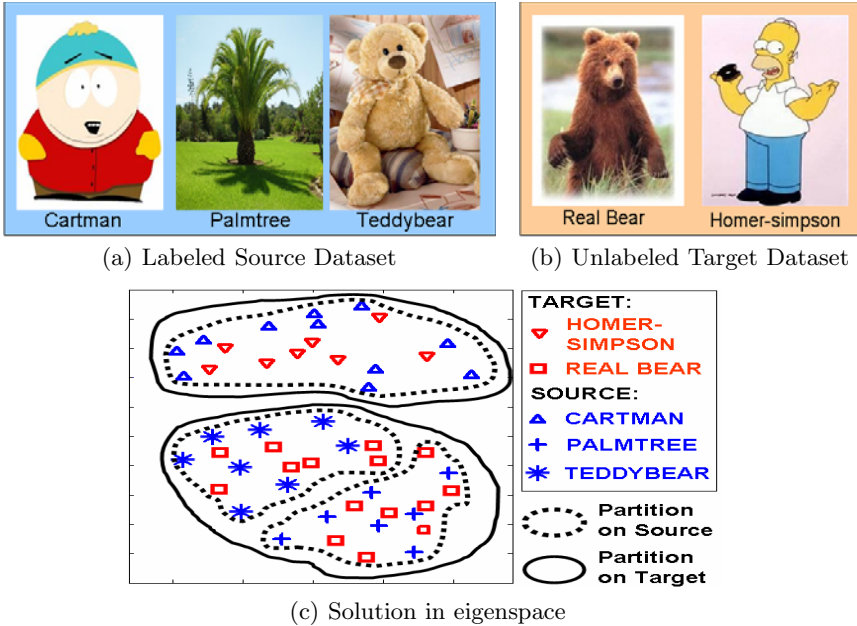 Cartman
Palmtree
Teddybear
Real Bear
Homer-simpson
(a) Labeled Source Dataset
(b) Unlabeled Target Dataset
TARGET:
HOMER-
SIMPSON
REAL BEAR
SOURCE:
CARTMAN
PALMTREE
TEDDYBEAR
Partition
on Source
Partition
on Target
(c) Solution in eigenspace